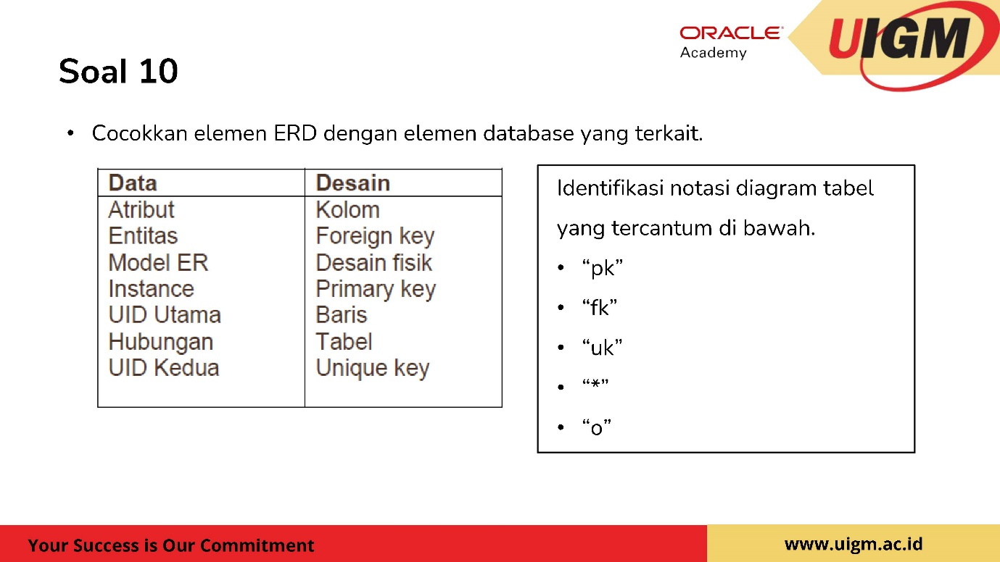 ORACLE
Academy
UIGM
Soal 10
• Cocokkan elemen ERD dengan elemen database yang terkait.
Data Desain
Atribut Kolom
Entitas Foreign key
Model ER Desain fisik
Instance Primary key
UID Utama Baris
Hubungan Tabel
UID Kedua Unique key
Identifikasi notasi diagram tabel
yang tercantum di bawah.
• “pk”
• “fk”
• “uk”
• “*”
• “o”
Your Success is Our Commitment
www.uigm.ac.id